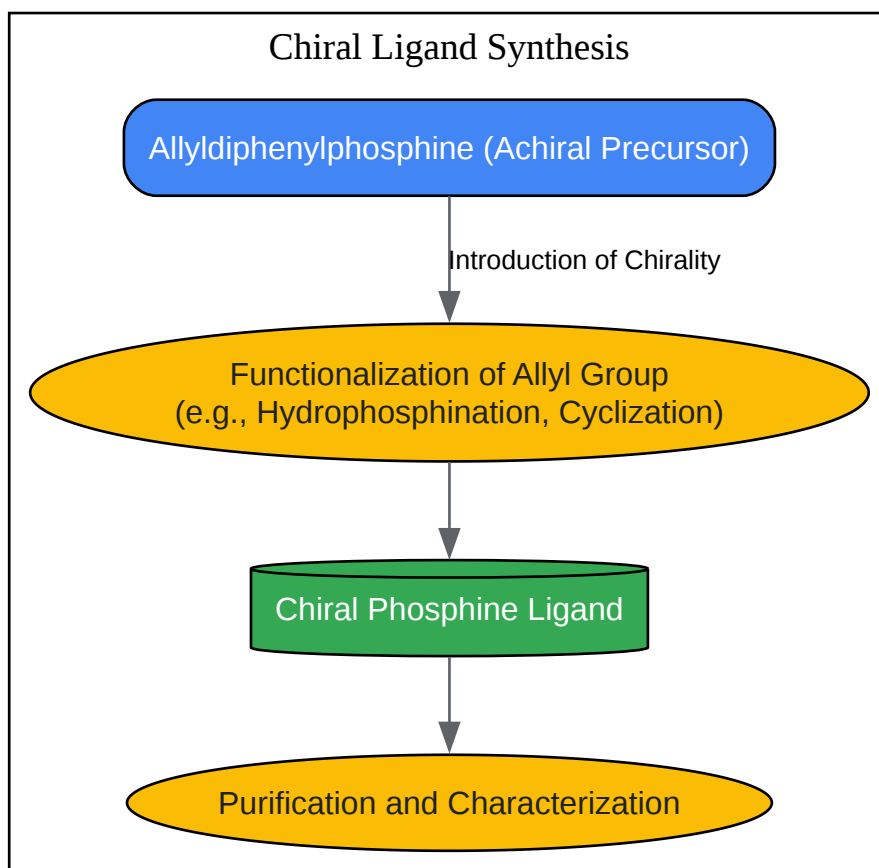 Chiral Ligand Synthesis
Allyldiphenylphosphine (Achiral Precursor)
Introduction of Chirality
Functionalization of Allyl Group
(e.g., Hydrophosphination, Cyclization)
Chiral Phosphine Ligand
Purification and Characterization